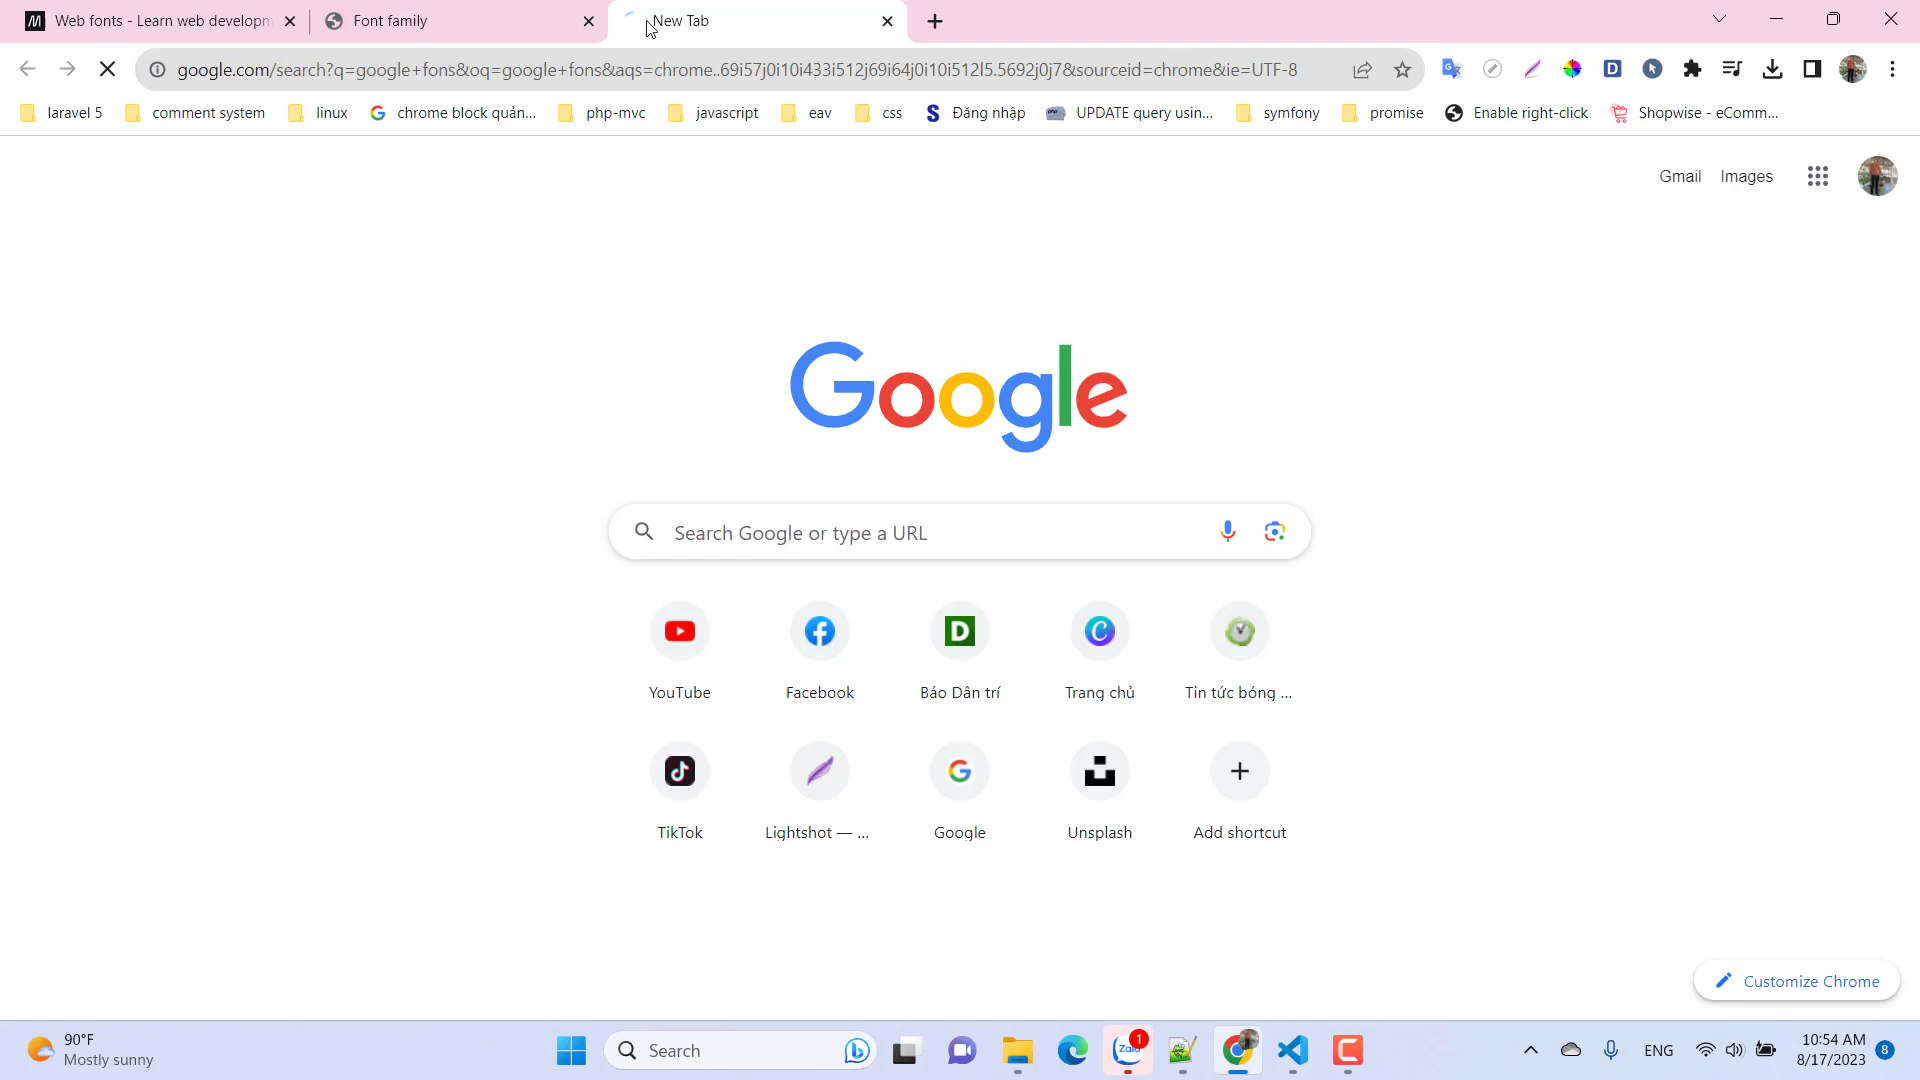 Web fonts - Learn web developm
Font family
New Tab
google.com/search?q=google+fons&oq=google+fons&aqs=chrome..69i57j0i10i433i512j69i64j0i10i512l5.5692j0j7&sourceid=chrome&ie=UTF-8
laravel 5
comment system
linux
chrome block quản...
php-mvc
javascript
eav
css
Đăng nhập
UPDATE query usin...
symfony
promise
Enable right-click
Shopwise - eComm...
Gmail
Images
Google
Search Google or type a URL
YouTube
Facebook
Báo Dân trí
Trang chủ
Tin tức bóng ...
TikTok
Lightshot — ...
Google
Unsplash
Add shortcut
Customize Chrome
90°F
Mostly sunny
Search
Zalo
1
ENG
10:54 AM
8/17/2023
8